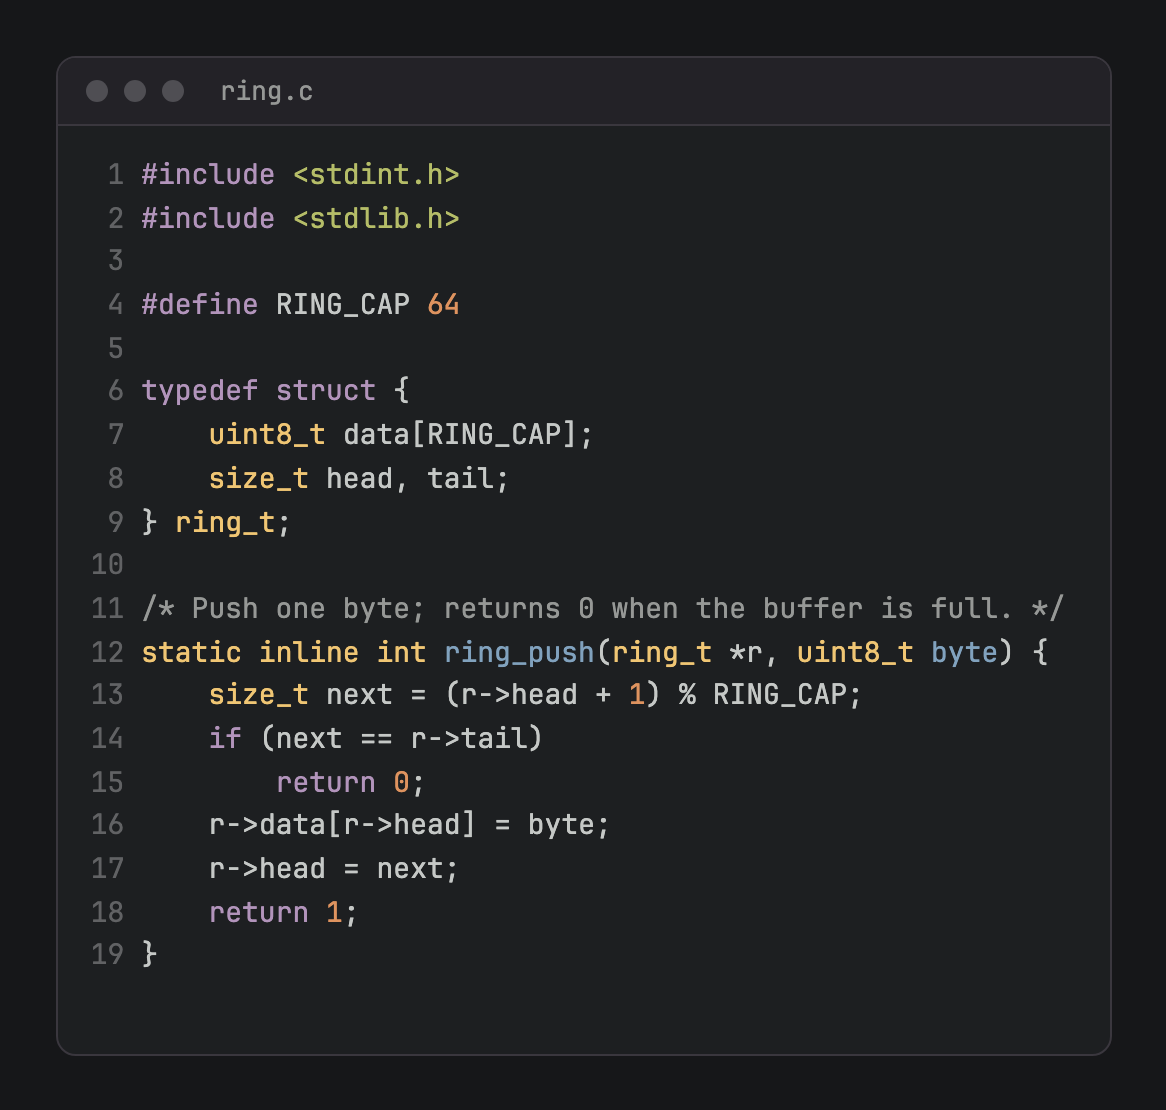 ring.c
1 #include <stdint.h>
2 #include <stdlib.h>
3
4 #define RING_CAP 64
5
6 typedef struct {
7     uint8_t data[RING_CAP];
8     size_t head, tail;
9 } ring_t;
10
11 /* Push one byte; returns 0 when the buffer is full. */
12 static inline int ring_push(ring_t *r, uint8_t byte) {
13     size_t next = (r->head + 1) % RING_CAP;
14     if (next == r->tail)
15         return 0;
16     r->data[r->head] = byte;
17     r->head = next;
18     return 1;
19 }